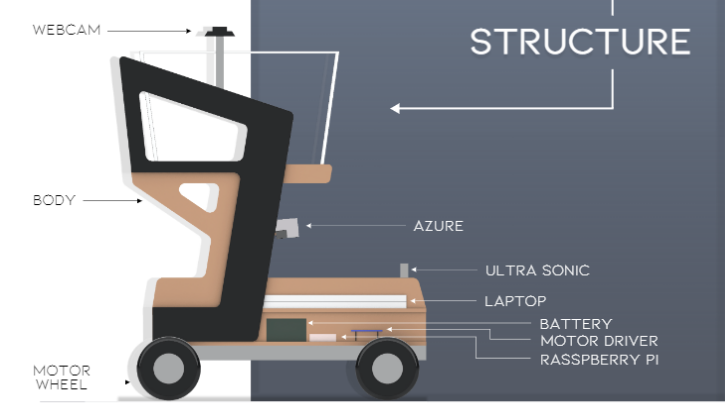 STRUCTURE
WEBCAM
BODY
AZURE
ULTRA SONIC
LAPTOP
BATTERY
MOTOR DRIVER
RASSPBERRY PI
MOTOR
WHEEL